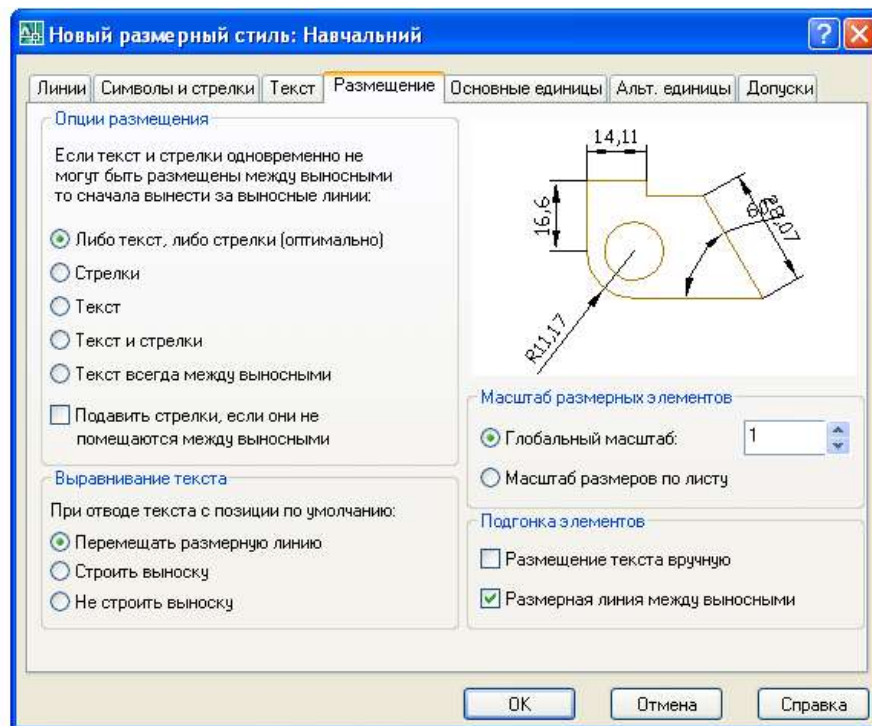 Новый размерный стиль: Навчальний
Линии
Символы и стрелки
Текст
Размещение
Основные единицы
Альт. единицы
Допуски
Опции размещения
Если текст и стрелки одновременно не
могут быть размещены между выносными
то сначала вынести за выносные линии:
Либо текст, либо стрелки (оптимально)
Стрелки
Текст
Текст и стрелки
Текст всегда между выносными
Подавить стрелки, если они не
помещаются между выносными
Выравнивание текста
При отводе текста с позиции по умолчанию:
Перемещать размерную линию
Строить выноску
Не строить выноску
14,11
16,6
R11,17
60°
28,07
Масштаб размерных элементов
Глобальный масштаб:
1
Масштаб размеров по листу
Подгонка элементов
Размещение текста вручную
Размерная линия между выносными
OK
Отмена
Справка